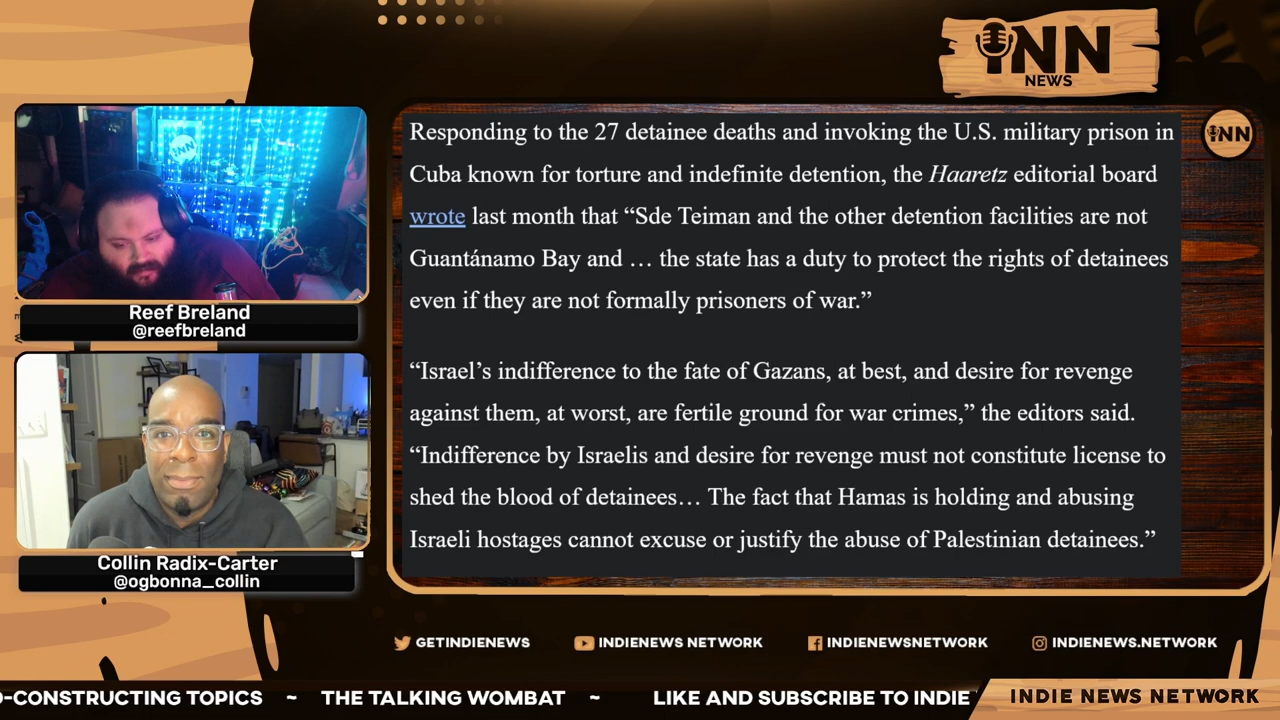 INN
NEWS
INN
Responding to the 27 detainee deaths and invoking the U.S. military prison in
Cuba known for torture and indefinite detention, the Haaretz editorial board
wrote last month that “Sde Teiman and the other detention facilities are not
Guantánamo Bay and … the state has a duty to protect the rights of detainees
even if they are not formally prisoners of war.”
“Israel’s indifference to the fate of Gazans, at best, and desire for revenge
against them, at worst, are fertile ground for war crimes,” the editors said.
“Indifference by Israelis and desire for revenge must not constitute license to
shed the blood of detainees… The fact that Hamas is holding and abusing
Israeli hostages cannot excuse or justify the abuse of Palestinian detainees.”
Reef Breland
@reefbreland
Collin Radix-Carter
@ogbonna_collin
GETINDIENEWS
INDIENEWS NETWORK
INDIENEWSNETWORK
INDIENEWS.NETWORK
-CONSTRUCTING TOPICS ~ THE TALKING WOMBAT ~ LIKE AND SUBSCRIBE TO INDIE
INDIE NEWS NETWORK